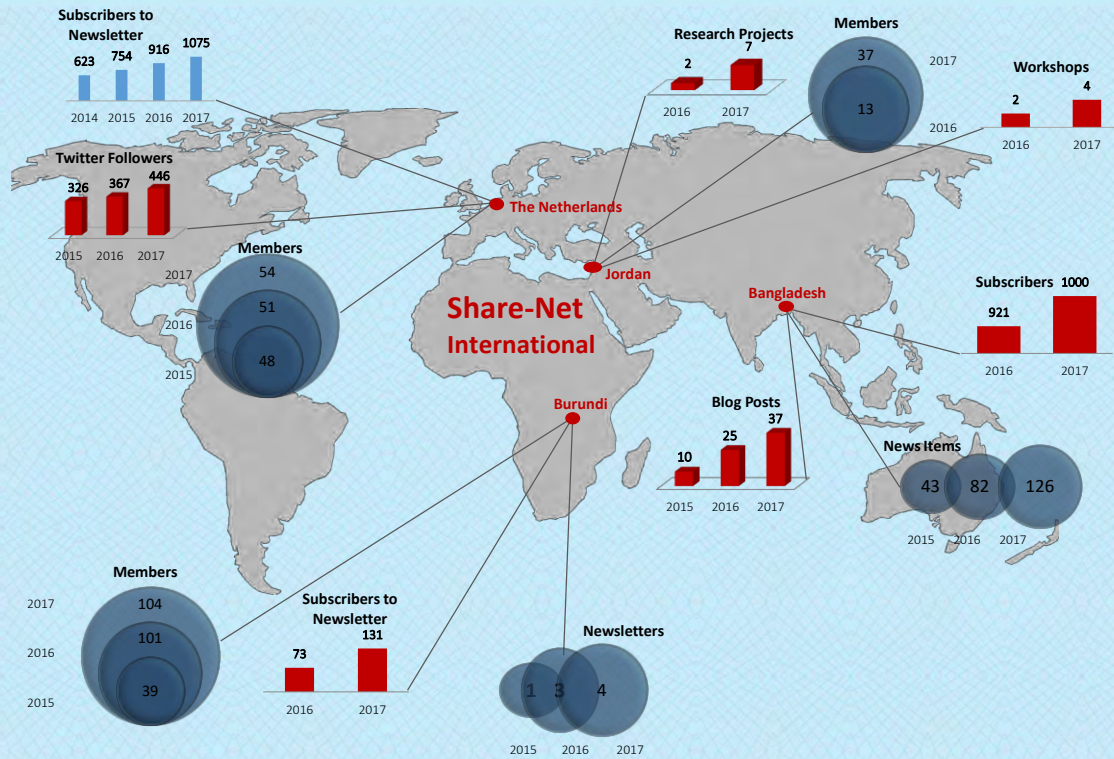 Subscribers to
Newsletter
623 754 916 1075
2014 2015 2016 2017
Twitter Followers
326 367 446
2015 2016 2017
Members
2017 54
2016 51
2015 48
Research Projects
2 7
2016 2017
Members
37 2017
13 2016
Workshops
2 4
2016 2017
The Netherlands
Jordan
Bangladesh
Share-Net
International
Burundi
Subscribers
921 1000
2016 2017
Blog Posts
10 25 37
2015 2016 2017
News Items
43 82 126
2015 2016 2017
Members
2017 104
2016 101
2015 39
Subscribers to
Newsletter
73 131
2016 2017
Newsletters
1 3 4
2015 2016 2017